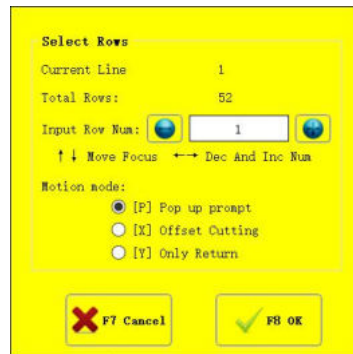 Select Rows
Current Line 1
Total Rows: 52
Input Row Num: 1
↑↓ Move Focus ←→ Dec And Inc Num
Motion mode:
[P] Pop up prompt
[X] Offset Cutting
[Y] Only Return
F7 Cancel F8 OK